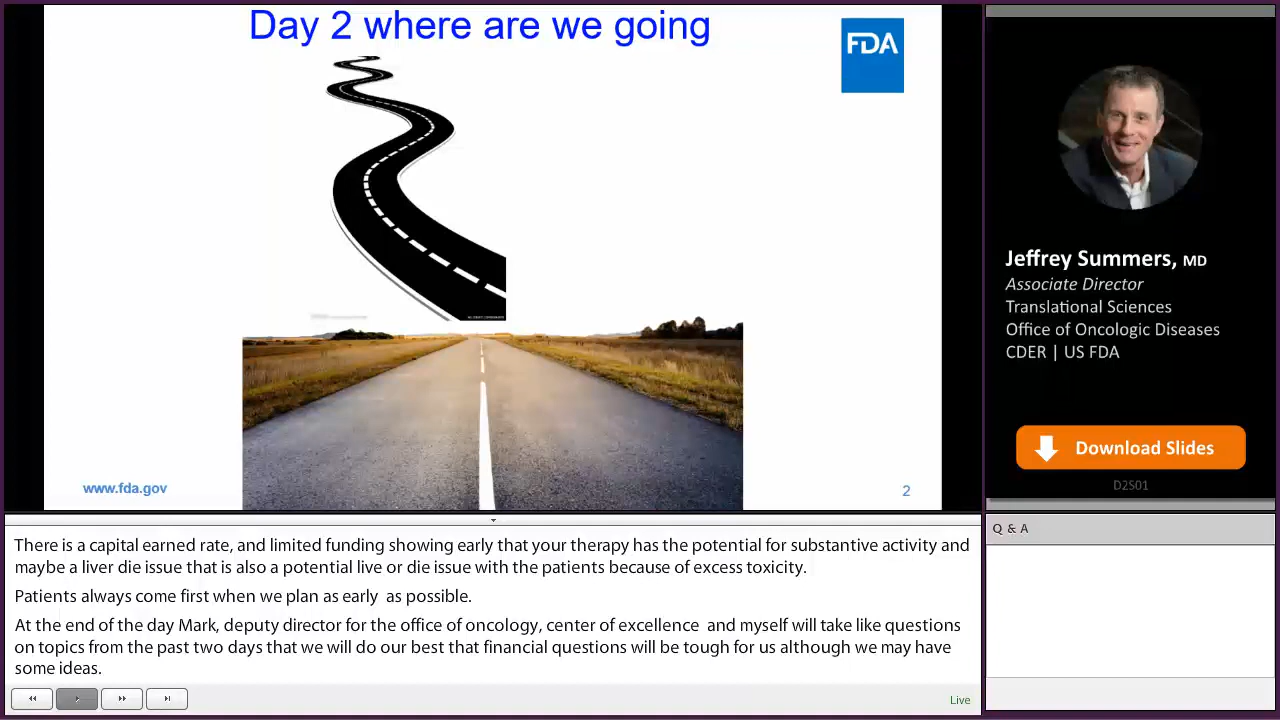 Day 2 where are we going
FDA
www.fda.gov
2
Jeffrey Summers, MD
Associate Director
Translational Sciences
Office of Oncologic Diseases
CDER | US FDA
Download Slides
D2S01
There is a capital earned rate, and limited funding showing early that your therapy has the potential for substantive activity and
maybe a liver die issue that is also a potential live or die issue with the patients because of excess toxicity.
Patients always come first when we plan as early as possible.
At the end of the day Mark, deputy director for the office of oncology, center of excellence and myself will take like questions
on topics from the past two days that we will do our best that financial questions will be tough for us although we may have
some ideas.
Live
Q & A